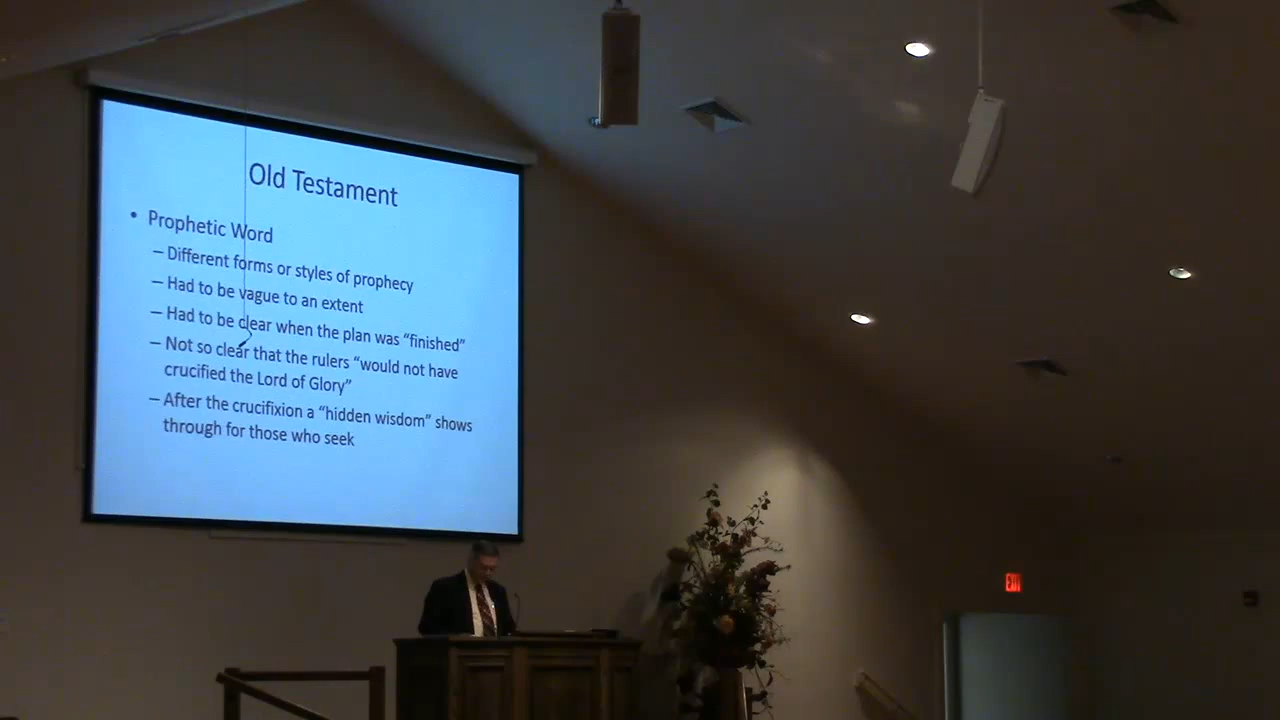 Old Testament
• Prophetic Word
– Different forms or styles of prophecy
– Had to be vague to an extent
– Had to be clear when the plan was “finished”
– Not so clear that the rulers “would not have
crucified the Lord of Glory”
– After the crucifixion a “hidden wisdom” shows
through for those who seek
EXIT